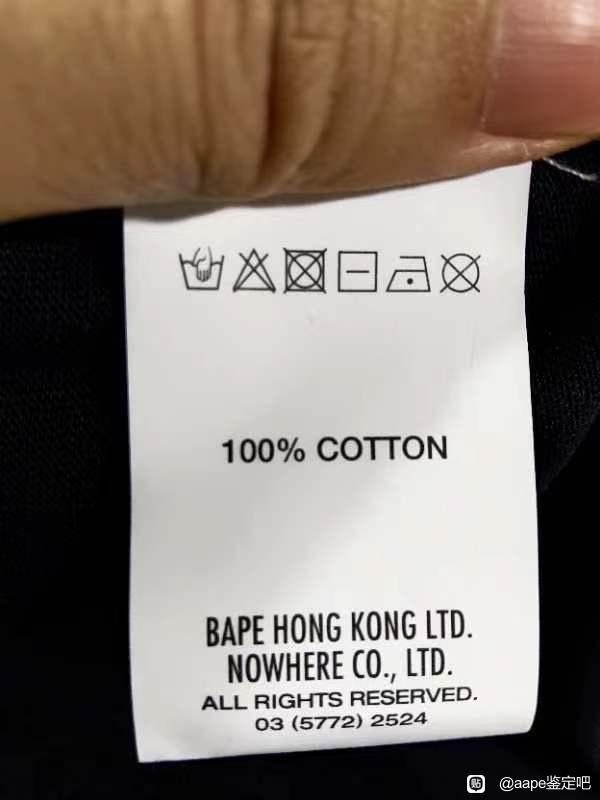 100% COTTON
BAPE HONG KONG LTD.
NOWHERE CO., LTD.
ALL RIGHTS RESERVED.
03 (5772) 2524
贴 @aape鉴定吧